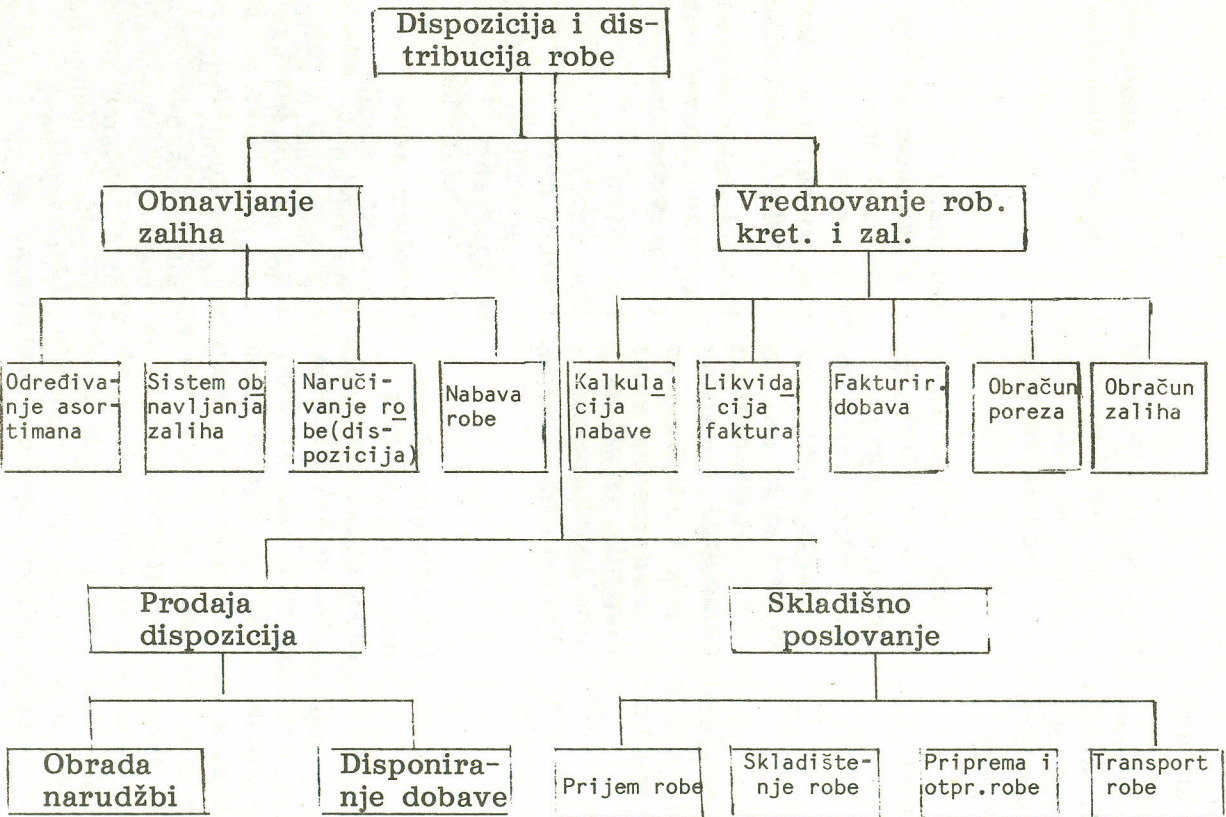 Dispozicija i dis-
tribucija robe
Obnavljanje
zaliha
Vrednovanje rob.
kret. i zal.
Određiva-
nje asor-
timana
Sistem ob
navljanja
zaliha
Naruči-
vanje ro
be(dis-
pozicija)
Nabava
robe
Kalkula
cija
nabave
Likvida
cija
faktura
Fakturir.
dobava
Obračun
poreza
Obračun
zaliha
Prodaja
dispozicija
Skladišno
poslovanje
Obrada
narudžbi
Disponira-
nje dobave
Prijem robe
Skladište-
nje robe
Priprema i
otpr.robe
Transport
robe